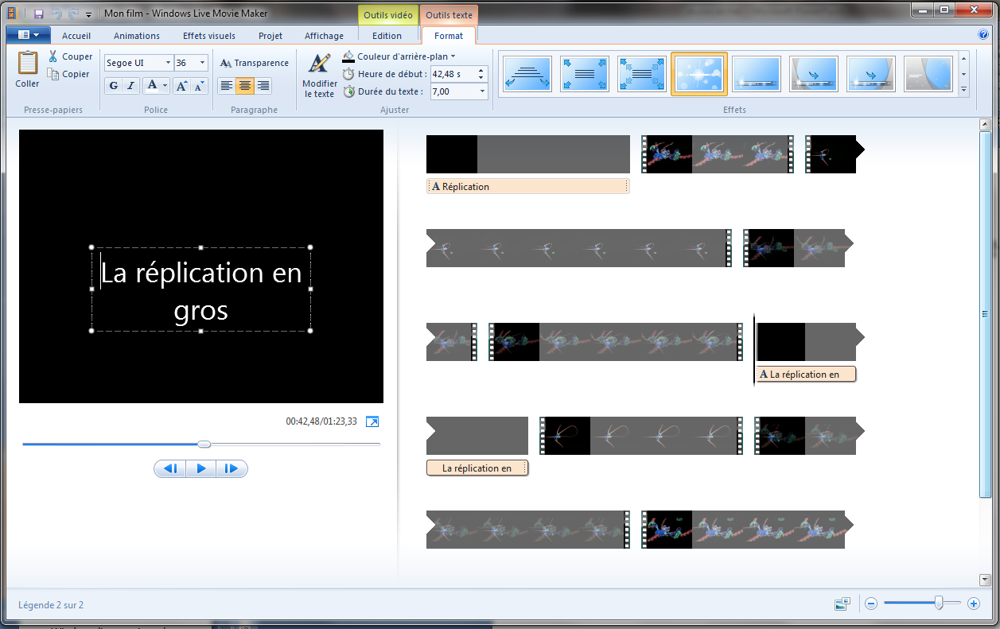 Mon film - Windows Live Movie Maker
Outils vidéo
Outils texte
Accueil
Animations
Effets visuels
Projet
Affichage
Edition
Format
Coller
Couper
Copier
Presse-papiers
Segoe UI
36
G I A A A
Police
AA Transparence
Paragraphe
Modifier
le texte
Couleur d'arrière-plan
Heure de début : 42,48 s
Durée du texte : 7,00
Ajuster
Effets
La réplication en
gros
00:42,48/01:23,33
A Réplication
A La réplication en
La réplication en
Légende 2 sur 2